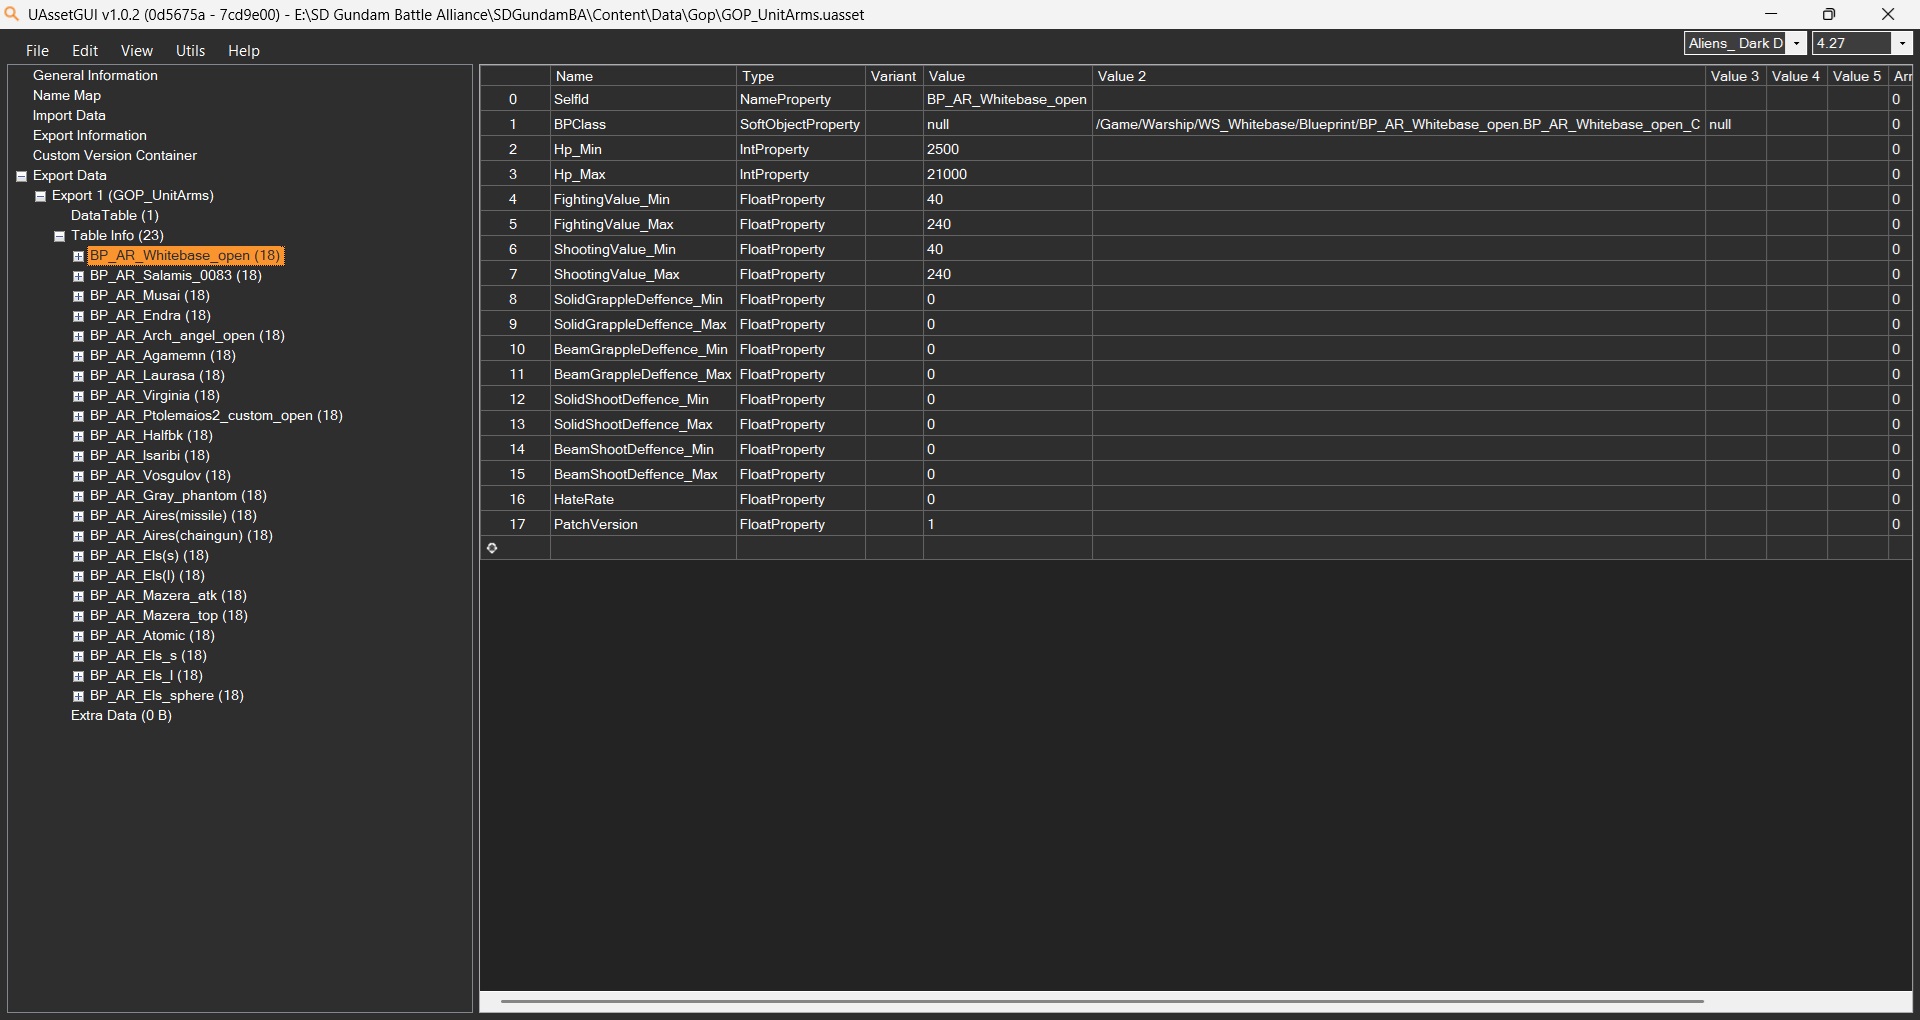 UAssetGUI v1.0.2 (0d5675a - 7cd9e00) - E:\SD Gundam Battle Alliance\SDGundamBA\Content\Data\Gop\GOP_UnitArms.uasset
File Edit View Utils Help
Aliens_ Dark D 4.27
General Information
Name Map
Import Data
Export Information
Custom Version Container
Export Data
Export 1 (GOP_UnitArms)
DataTable (1)
Table Info (23)
BP_AR_Whitebase_open (18)
BP_AR_Salamis_0083 (18)
BP_AR_Musai (18)
BP_AR_Endra (18)
BP_AR_Arch_angel_open (18)
BP_AR_Agamemn (18)
BP_AR_Laurasa (18)
BP_AR_Virginia (18)
BP_AR_Ptolemaios2_custom_open (18)
BP_AR_Halfbk (18)
BP_AR_Isaribi (18)
BP_AR_Vosgulov (18)
BP_AR_Gray_phantom (18)
BP_AR_Aires(missile) (18)
BP_AR_Aires(chaingun) (18)
BP_AR_Els(s) (18)
BP_AR_Els(l) (18)
BP_AR_Mazera_atk (18)
BP_AR_Mazera_top (18)
BP_AR_Atomic (18)
BP_AR_Els_s (18)
BP_AR_Els_l (18)
BP_AR_Els_sphere (18)
Extra Data (0 B)
Name Type Variant Value Value 2 Value 3 Value 4 Value 5 Arr
0 SelfId NameProperty BP_AR_Whitebase_open 0
1 BPClass SoftObjectProperty null /Game/Warship/WS_Whitebase/Blueprint/BP_AR_Whitebase_open.BP_AR_Whitebase_open_C null 0
2 Hp_Min IntProperty 2500 0
3 Hp_Max IntProperty 21000 0
4 FightingValue_Min FloatProperty 40 0
5 FightingValue_Max FloatProperty 240 0
6 ShootingValue_Min FloatProperty 40 0
7 ShootingValue_Max FloatProperty 240 0
8 SolidGrappleDeffence_Min FloatProperty 0 0
9 SolidGrappleDeffence_Max FloatProperty 0 0
10 BeamGrappleDeffence_Min FloatProperty 0 0
11 BeamGrappleDeffence_Max FloatProperty 0 0
12 SolidShootDeffence_Min FloatProperty 0 0
13 SolidShootDeffence_Max FloatProperty 0 0
14 BeamShootDeffence_Min FloatProperty 0 0
15 BeamShootDeffence_Max FloatProperty 0 0
16 HateRate FloatProperty 0 0
17 PatchVersion FloatProperty 1 0